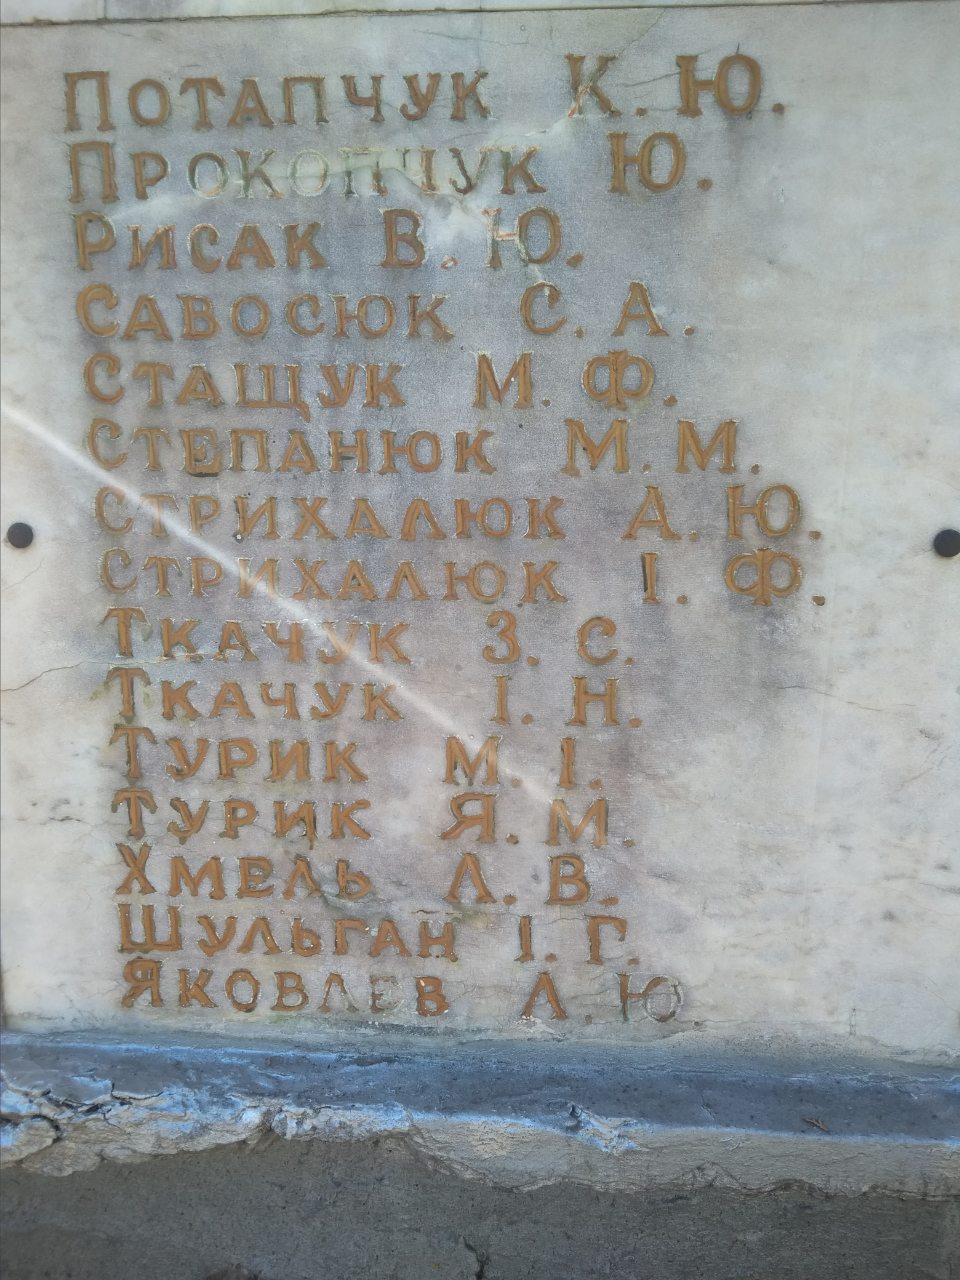 Потапчук К. Ю.
Прокопчук Ю.
Рисак В. Ю.
Савосюк С. А.
Стащук М. Ф.
Степанюк М. М.
Стрихалюк А. Ю.
Стрихалюк І. Ф.
Ткачук З. С.
Ткачук І. Н.
Турик М. І.
Турик Я. М.
Хмель Л. В.
Шульган І. Г.
Яковлев А. Ю